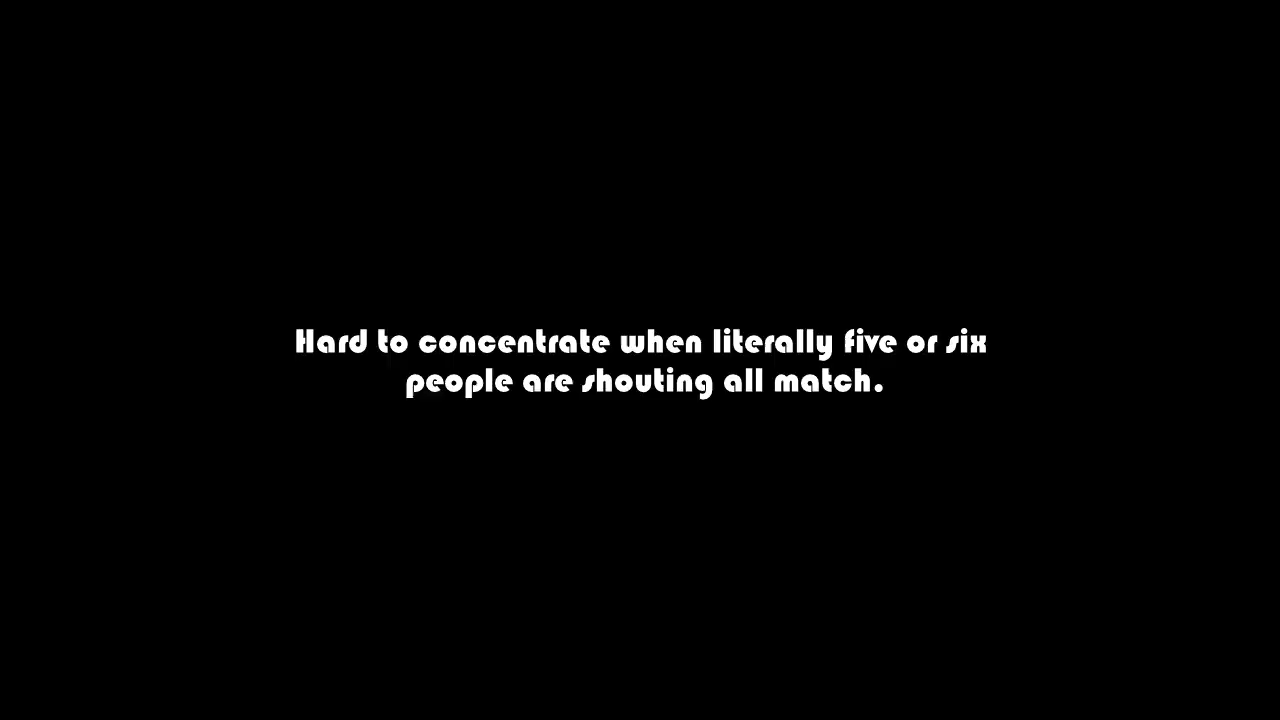 Hard to concentrate when literally five or six
people are shouting all match.